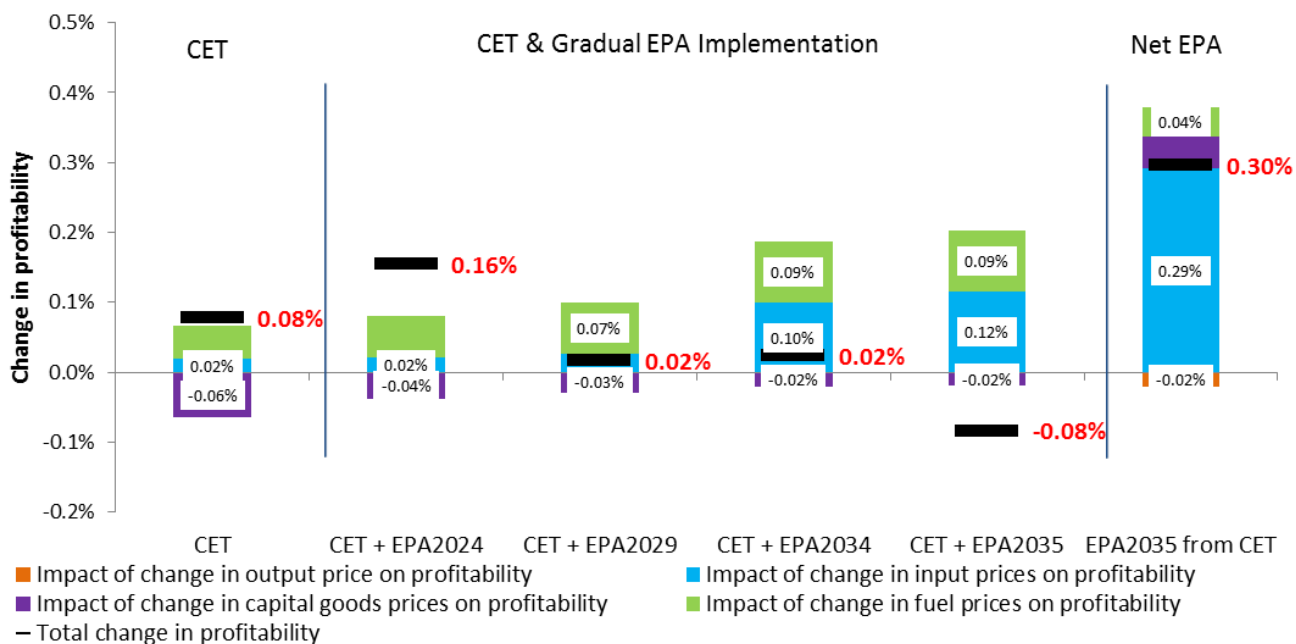 CET
CET & Gradual EPA Implementation
Net EPA
Change in profitability
0.5%
0.4%
0.3%
0.2%
0.1%
0.0%
-0.1%
-0.2%
0.02%
-0.06%
0.08%
0.02%
-0.04%
0.16%
0.07%
-0.03%
0.02%
0.09%
0.10%
-0.02%
0.02%
0.09%
0.12%
-0.02%
-0.08%
0.04%
0.29%
-0.02%
0.30%
CET
CET + EPA2024
CET + EPA2029
CET + EPA2034
CET + EPA2035
EPA2035 from CET
Impact of change in output price on profitability
Impact of change in input prices on profitability
Impact of change in capital goods prices on profitability
Impact of change in fuel prices on profitability
Total change in profitability